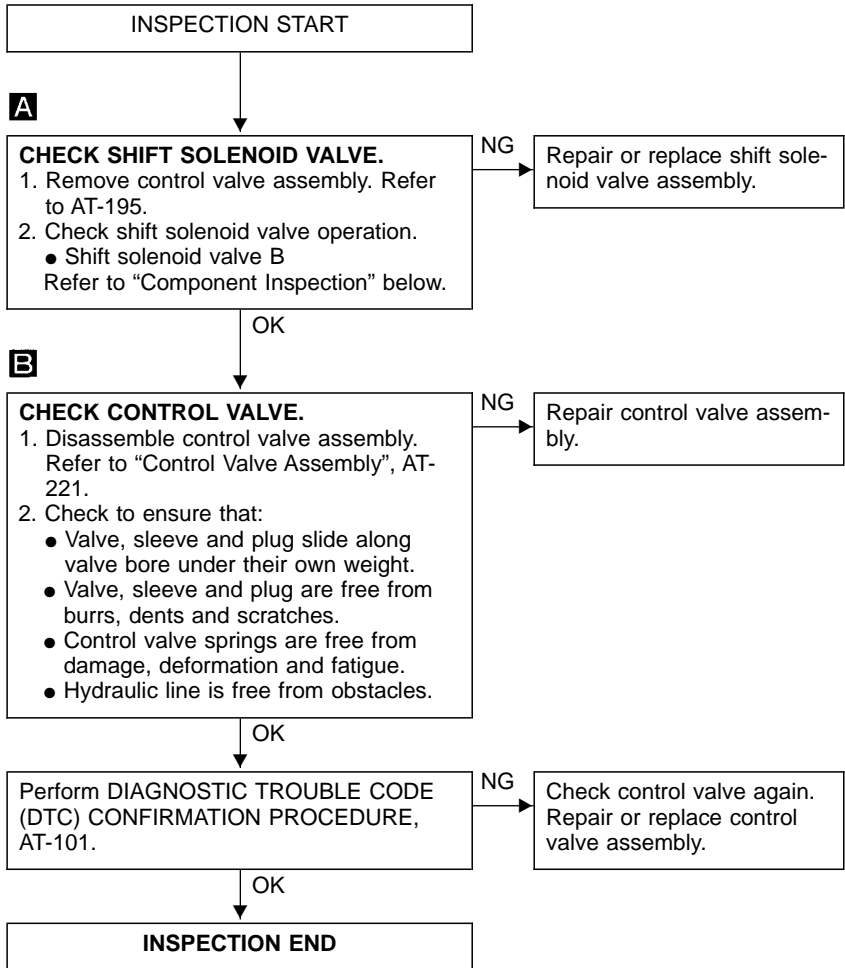 INSPECTION START
A
CHECK SHIFT SOLENOID VALVE.
1. Remove control valve assembly. Refer
to AT-195.
2. Check shift solenoid valve operation.
● Shift solenoid valve B
Refer to “Component Inspection” below.
NG
Repair or replace shift sole-
noid valve assembly.
OK
B
CHECK CONTROL VALVE.
1. Disassemble control valve assembly.
Refer to “Control Valve Assembly”, AT-
221.
2. Check to ensure that:
● Valve, sleeve and plug slide along
valve bore under their own weight.
● Valve, sleeve and plug are free from
burrs, dents and scratches.
● Control valve springs are free from
damage, deformation and fatigue.
● Hydraulic line is free from obstacles.
NG
Repair control valve assem-
bly.
OK
Perform DIAGNOSTIC TROUBLE CODE
(DTC) CONFIRMATION PROCEDURE,
AT-101.
NG
Check control valve again.
Repair or replace control
valve assembly.
OK
INSPECTION END